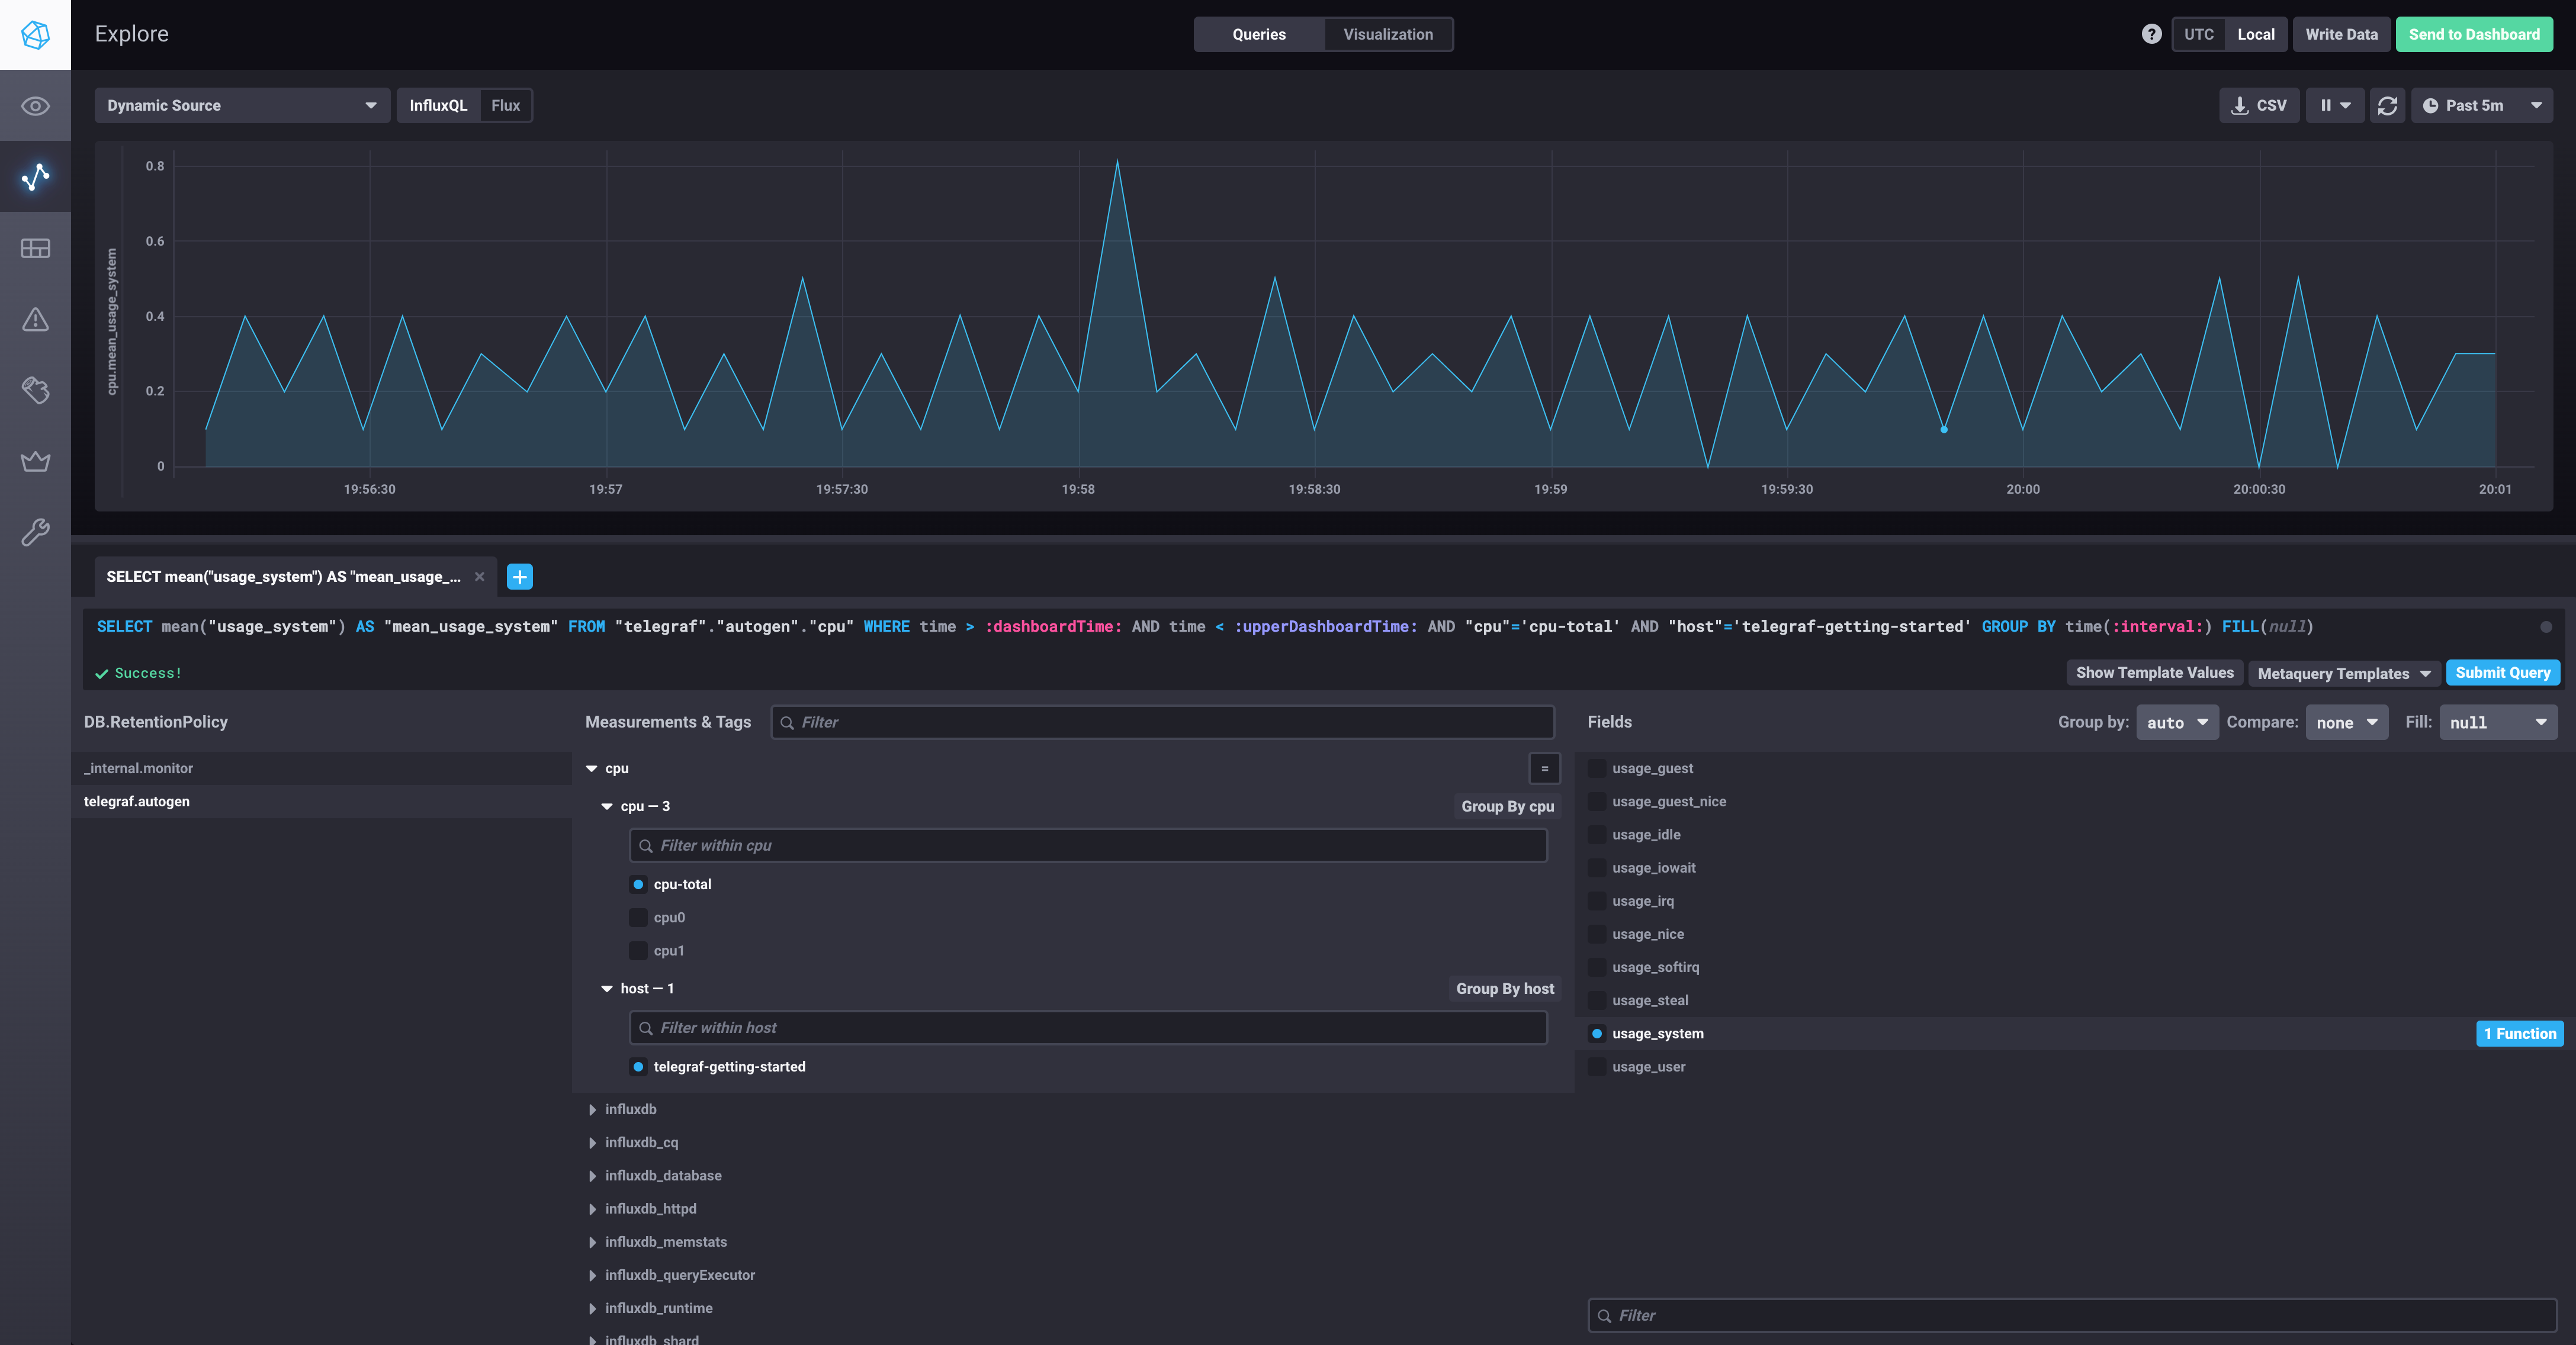 Explore
Queries
Visualization
?
UTC
Local
Write Data
Send to Dashboard
Dynamic Source
InfluxQL
Flux
CSV
Past 5m
cpu.mean_usage_system
0.8
0.6
0.4
0.2
0
19:56:30
19:57
19:57:30
19:58
19:58:30
19:59
19:59:30
20:00
20:00:30
20:01
SELECT mean("usage_system") AS "mean_usage_...
SELECT mean("usage_system") AS "mean_usage_system" FROM "telegraf"."autogen"."cpu" WHERE time > :dashboardTime: AND time < :upperDashboardTime: AND "cpu"='cpu-total' AND "host"='telegraf-getting-started' GROUP BY time(:interval:) FILL(null)
Success!
Show Template Values
Metaquery Templates
Submit Query
DB.RetentionPolicy
_internal.monitor
telegraf.autogen
Measurements & Tags
Filter
cpu
=
cpu — 3
Group By cpu
Filter within cpu
cpu-total
cpu0
cpu1
host — 1
Group By host
Filter within host
telegraf-getting-started
influxdb
influxdb_cq
influxdb_database
influxdb_httpd
influxdb_memstats
influxdb_queryExecutor
influxdb_runtime
influxdb_shard
Fields
Group by:
auto
Compare:
none
Fill:
null
usage_guest
usage_guest_nice
usage_idle
usage_iowait
usage_irq
usage_nice
usage_softirq
usage_steal
usage_system
1 Function
usage_user
Filter